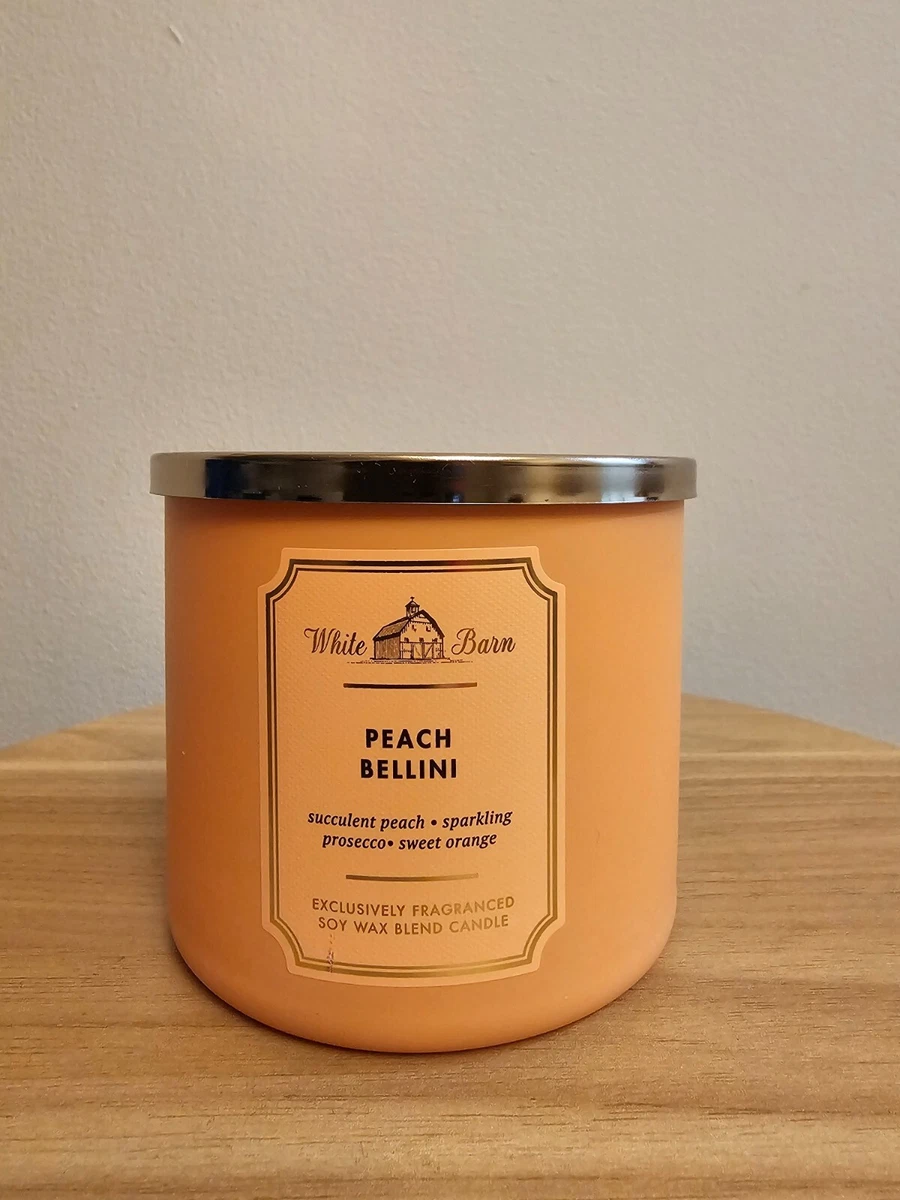 White Barn
PEACH
BELLINI
succulent peach • sparkling
prosecco• sweet orange
EXCLUSIVELY FRAGRANCED
SOY WAX BLEND CANDLE